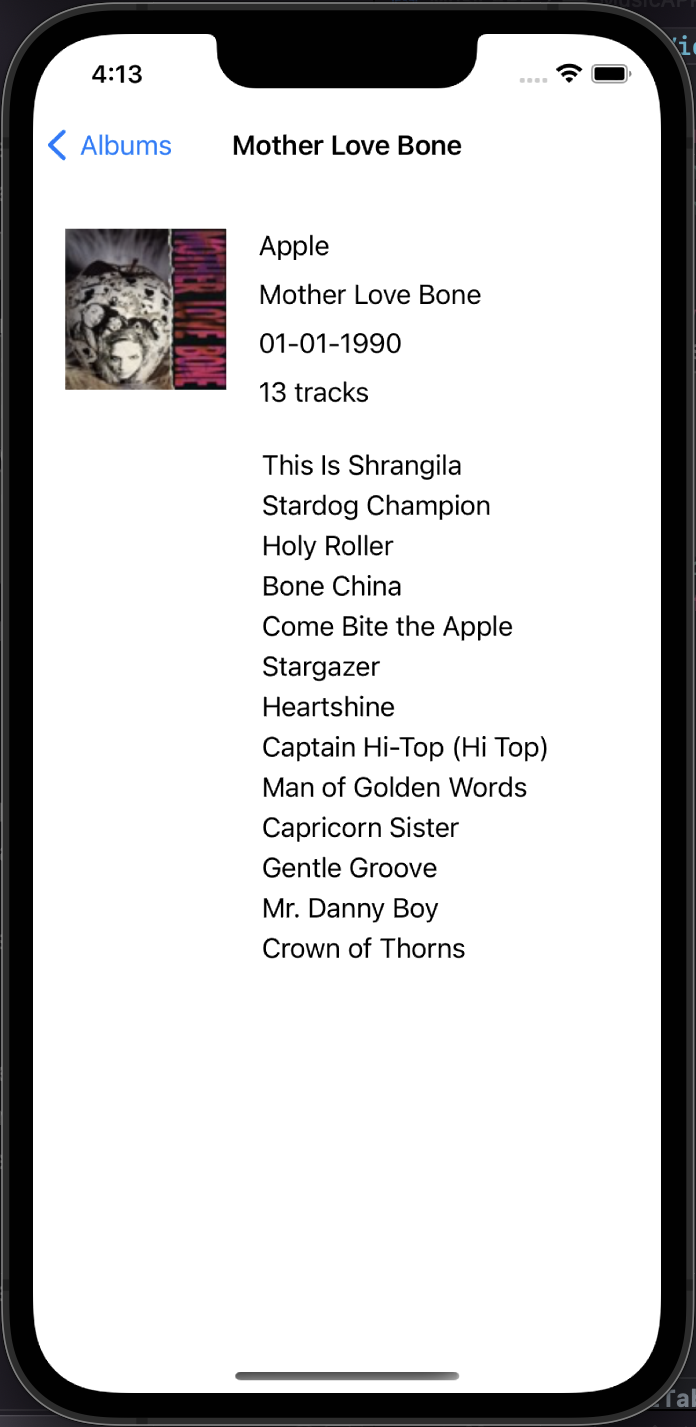 4:13
Albums
Mother Love Bone
MOTHER LOVE BONE
Apple
Mother Love Bone
01-01-1990
13 tracks
This Is Shrangila
Stardog Champion
Holy Roller
Bone China
Come Bite the Apple
Stargazer
Heartshine
Captain Hi-Top (Hi Top)
Man of Golden Words
Capricorn Sister
Gentle Groove
Mr. Danny Boy
Crown of Thorns